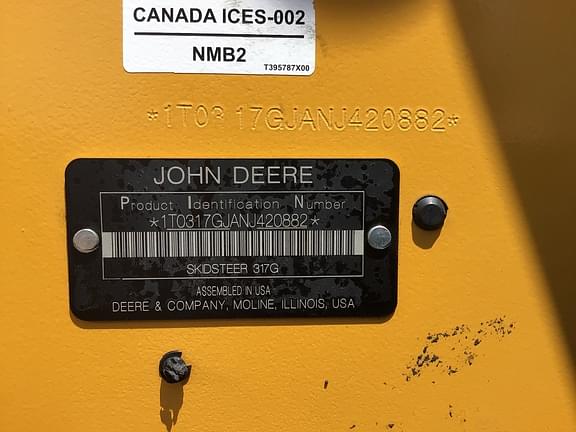 CANADA ICES-002
NMB2
T395787X00
*1T0317GJANJ420882*
JOHN DEERE
Product Identification Number
*1T0317GJANJ420882*
SKIDSTEER 317G
ASSEMBLED IN USA
DEERE & COMPANY, MOLINE, ILLINOIS, USA